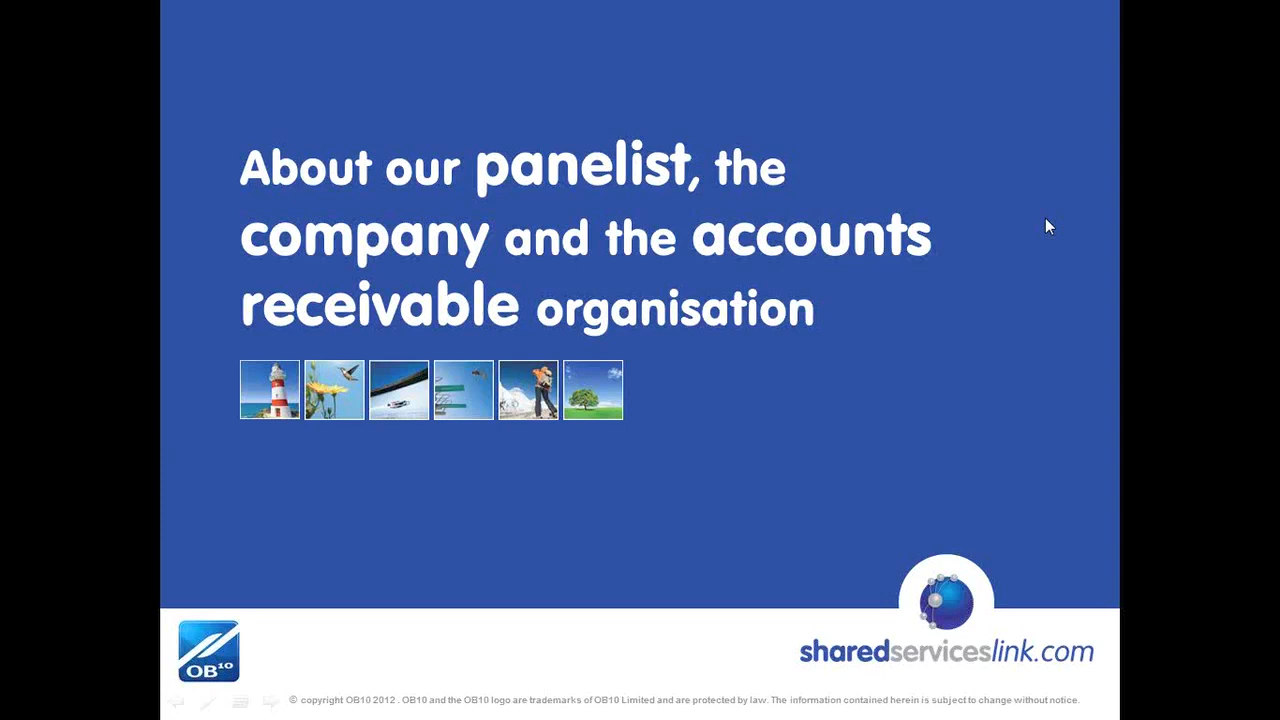 About our panelist, the
company and the accounts
receivable organisation
OB10
sharedserviceslink.com
© copyright OB10 2012 . OB10 and the OB10 logo are trademarks of OB10 Limited and are protected by law. The information contained herein is subject to change without notice.